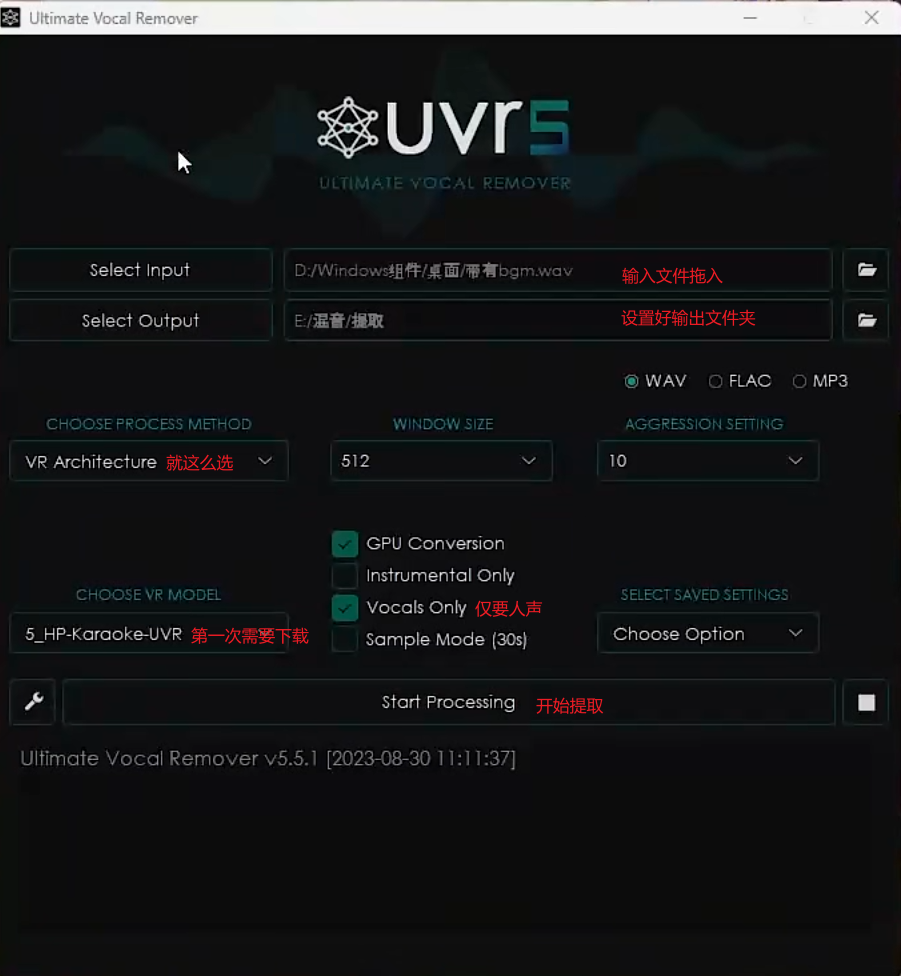 Ultimate Vocal Remover
UVR5
ULTIMATE VOCAL REMOVER
Select Input D:/Windows组件/桌面/带有bgm.wav 输入文件拖入
Select Output E:/混音/提取 设置好输出文件夹
WAV FLAC MP3
CHOOSE PROCESS METHOD WINDOW SIZE AGGRESSION SETTING
VR Architecture 就这么选 512 10
GPU Conversion
Instrumental Only
CHOOSE VR MODEL Vocals Only 仅要人声 SELECT SAVED SETTINGS
5_HP-Karaoke-UVR 第一次需要下载 Sample Mode (30s) Choose Option
Start Processing 开始提取
Ultimate Vocal Remover v5.5.1 [2023-08-30 11:11:37]